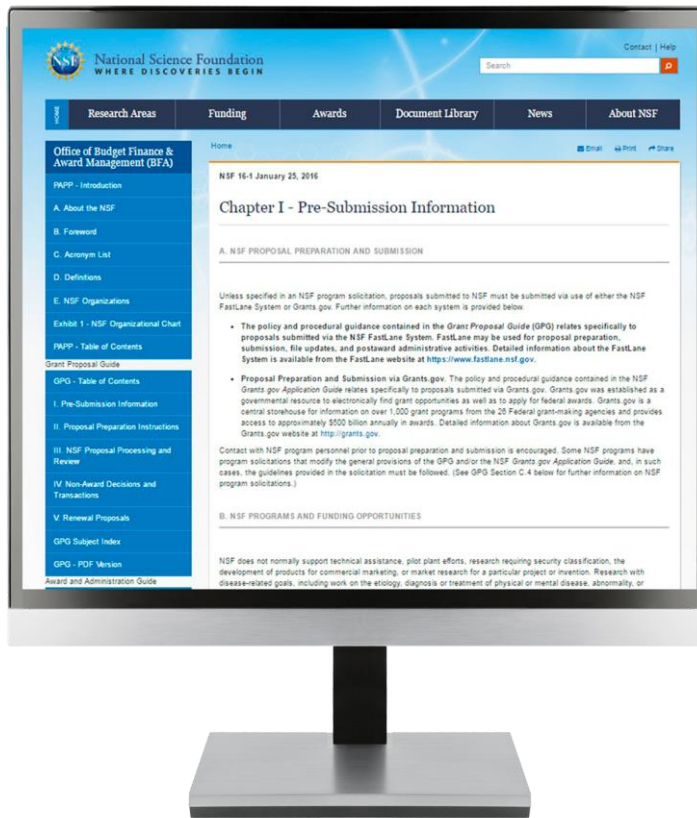 National Science Foundation
WHERE DISCOVERIES BEGIN
Contact | Help
Search
HOME
Research Areas
Funding
Awards
Document Library
News
About NSF
Office of Budget Finance &
Award Management (BFA)
PAPP - Introduction
A. About the NSF
B. Foreword
C. Acronym List
D. Definitions
E. NSF Organizations
Exhibit 1 - NSF Organizational Chart
PAPP - Table of Contents
Grant Proposal Guide
GPG - Table of Contents
I. Pre-Submission Information
II. Proposal Preparation Instructions
III. NSF Proposal Processing and
Review
IV. Non-Award Decisions and
Transactions
V. Renewal Proposals
GPG Subject Index
GPG - PDF Version
Award and Administration Guide
Home
Email
Print
Share
NSF 16-1 January 25, 2016
Chapter I - Pre-Submission Information
A. NSF PROPOSAL PREPARATION AND SUBMISSION
Unless specified in an NSF program solicitation, proposals submitted to NSF must be submitted via use of either the NSF
FastLane System or Grants.gov. Further information on each system is provided below.
• The policy and procedural guidance contained in the Grant Proposal Guide (GPG) relates specifically to
proposals submitted via the NSF FastLane System. FastLane may be used for proposal preparation,
submission, file updates, and postaward administrative activities. Detailed information about the FastLane
System is available from the FastLane website at https://www.fastlane.nsf.gov.
• Proposal Preparation and Submission via Grants.gov. The policy and procedural guidance contained in the NSF
Grants.gov Application Guide relates specifically to proposals submitted via Grants.gov. Grants.gov was established as a
governmental resource to electronically find grant opportunities as well as to apply for federal awards. Grants.gov is a
central storehouse for information on over 1,000 grant programs from the 26 Federal grant-making agencies and provides
access to approximately $500 billion annually in awards. Detailed information about Grants.gov is available from the
Grants.gov website at http://grants.gov.
Contact with NSF program personnel prior to proposal preparation and submission is encouraged. Some NSF programs have
program solicitations that modify the general provisions of the GPG and/or the NSF Grants.gov Application Guide, and, in such
cases, the guidelines provided in the solicitation must be followed. (See GPG Section C.4 below for further information on NSF
program solicitations.)
B. NSF PROGRAMS AND FUNDING OPPORTUNITIES
NSF does not normally support technical assistance, pilot plant efforts, research requiring security classification, the
development of products for commercial marketing, or market research for a particular project or invention. Research with
disease-related goals, including work on the etiology, diagnosis or treatment of physical or mental disease, abnormality, or